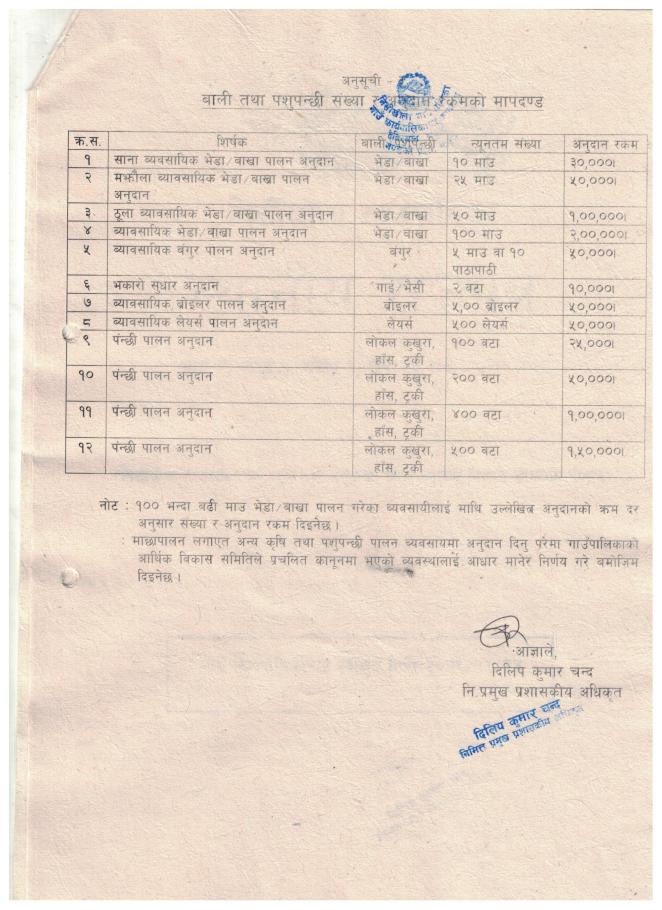 अनुसूची -
बाली तथा पशुपन्छी संख्या र अनुदान रकमको मापदण्ड
क्र.स. शिर्षक बाली/पशुपन्छी न्यूनतम संख्या अनुदान रकम
१ साना ब्यवसायिक भेडा/बाख्रा पालन अनुदान भेडा/बाख्रा १० माउ ३०,०००।
२ मझौला ब्यावसायिक भेडा/बाख्रा पालन भेडा/बाख्रा २५ माउ ५०,०००।
अनुदान
३ ठूला ब्यावसायिक भेडा/बाख्रा पालन अनुदान भेडा/बाख्रा ५० माउ १,००,०००।
४ ब्यावसायिक भेडा/बाख्रा पालन अनुदान भेडा/बाख्रा १०० माउ २,००,०००।
५ ब्यावसायिक बंगुर पालन अनुदान बंगुर ५ माउ वा १० ५०,०००।
पाठापाठी
६ भकारो सुधार अनुदान गाई/भैसी २ वटा १०,०००।
७ ब्यावसायिक ब्रोइलर पालन अनुदान ब्रोइलर ५,०० ब्रोइलर ५०,०००।
८ ब्यावसायिक लेयर्स पालन अनुदान लेयर्स ५०० लेयर्स ५०,०००।
९ पंन्छी पालन अनुदान लोकल कुखुरा, १०० वटा २५,०००।
हाँस, टर्की
१० पंन्छी पालन अनुदान लोकल कुखुरा, २०० वटा ५०,०००।
हाँस, टर्की
११ पंन्छी पालन अनुदान लोकल कुखुरा, ४०० वटा १,००,०००।
हाँस, टर्की
१२ पंन्छी पालन अनुदान लोकल कुखुरा, ५०० वटा १,५०,०००।
हाँस, टर्की
नोट : १०० भन्दा बढी माउ भेडा/बाख्रा पालन गरेका ब्यवसायीलाई माथि उल्लेखित अनुदानको क्रम दर
अनुसार संख्या र अनुदान रकम दिइनेछ ।
: माछापालन लगाएत अन्य कृषि तथा पशुपन्छी पालन ब्यवसायमा अनुदान दिनु परेमा गाउँपालिकाको
आर्थिक विकास समितिले प्रचलित कानूनमा भएको ब्यवस्थालाई आधार मानेर निर्णय गरे बमोजिम
दिइनेछ ।
आज्ञाले,
दिलिप कुमार चन्द
नि.प्रमुख प्रशासकीय अधिकृत
दिलिप कुमार चन्द
निमित्त प्रमुख प्रशासकीय अधिकृत